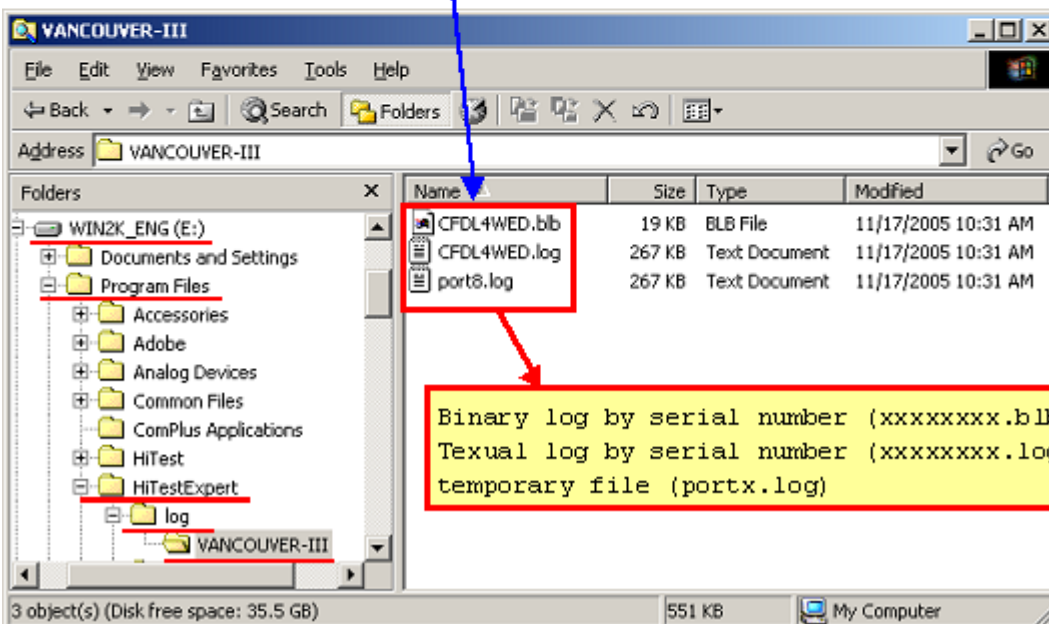 VANCOUVER-III
File Edit View Favorites Tools Help
Back Search Folders
Address VANCOUVER-III Go
Folders
WIN2K_ENG (E:)
Documents and Settings
Program Files
Accessories
Adobe
Analog Devices
Common Files
ComPlus Applications
HiTest
HiTestExpert
log
VANCOUVER-III
Name Size Type Modified
CFDL4WED.blb 19 KB BLB File 11/17/2005 10:31 AM
CFDL4WED.log 267 KB Text Document 11/17/2005 10:31 AM
port8.log 267 KB Text Document 11/17/2005 10:31 AM
Binary log by serial number (xxxxxxxx.blb
Texual log by serial number (xxxxxxxx.log
temporary file (portx.log)
3 object(s) (Disk free space: 35.5 GB) 551 KB My Computer